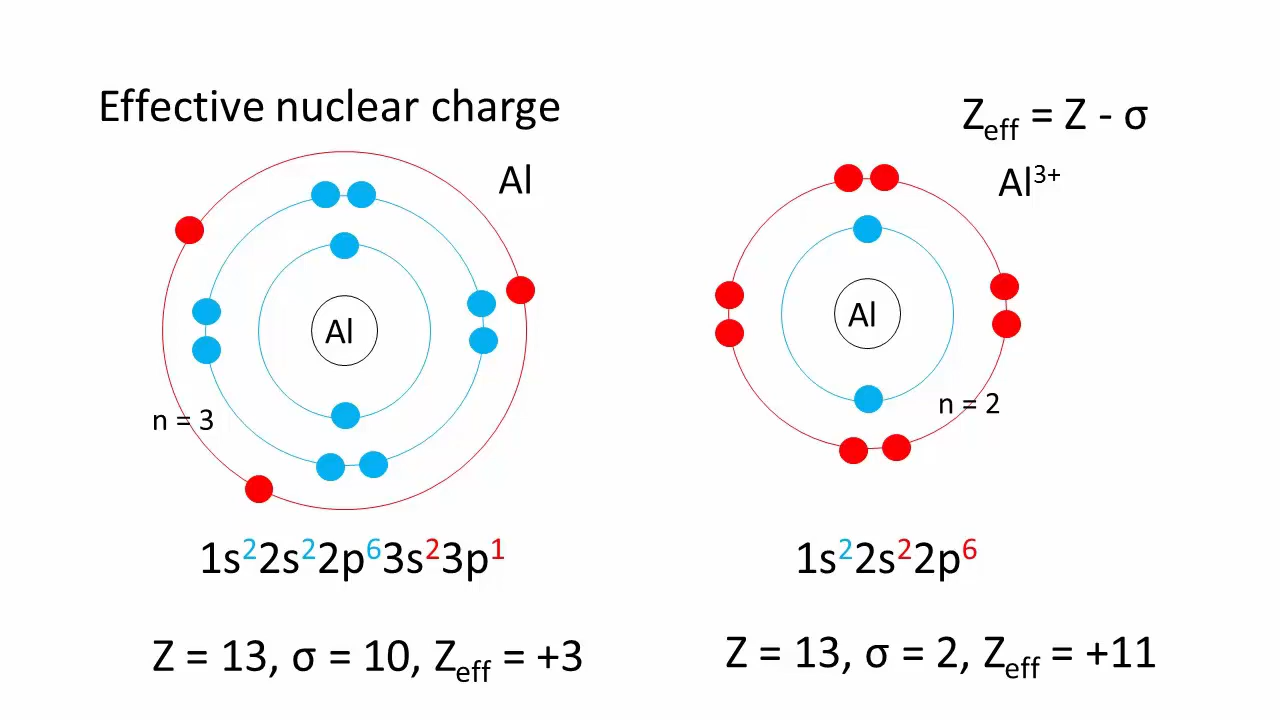 Effective nuclear charge
Zeff = Z - σ
Al
Al³⁺
Al
Al
n = 3
n = 2
1s²2s²2p⁶3s²3p¹
1s²2s²2p⁶
Z = 13, σ = 10, Zeff = +3
Z = 13, σ = 2, Zeff = +11